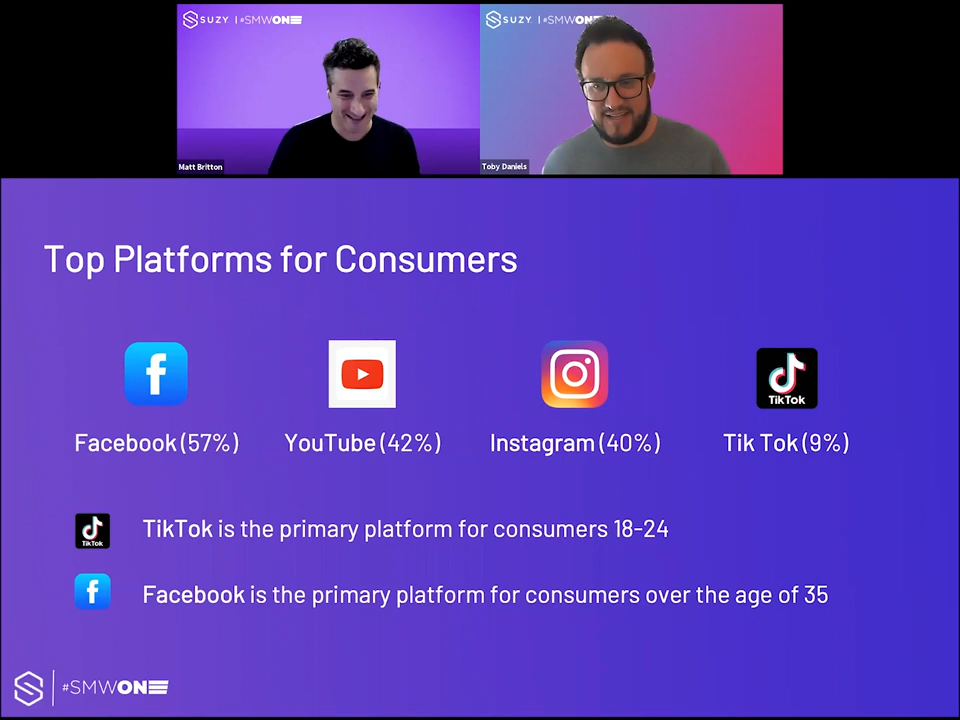 SUZY | #SMWONE
SUZY | #SMWONE
Matt Britton
Toby Daniels
Top Platforms for Consumers
TikTok
Facebook (57%)
YouTube (42%)
Instagram (40%)
Tik Tok (9%)
TikTok
TikTok is the primary platform for consumers 18-24
Facebook is the primary platform for consumers over the age of 35
#SMWONE